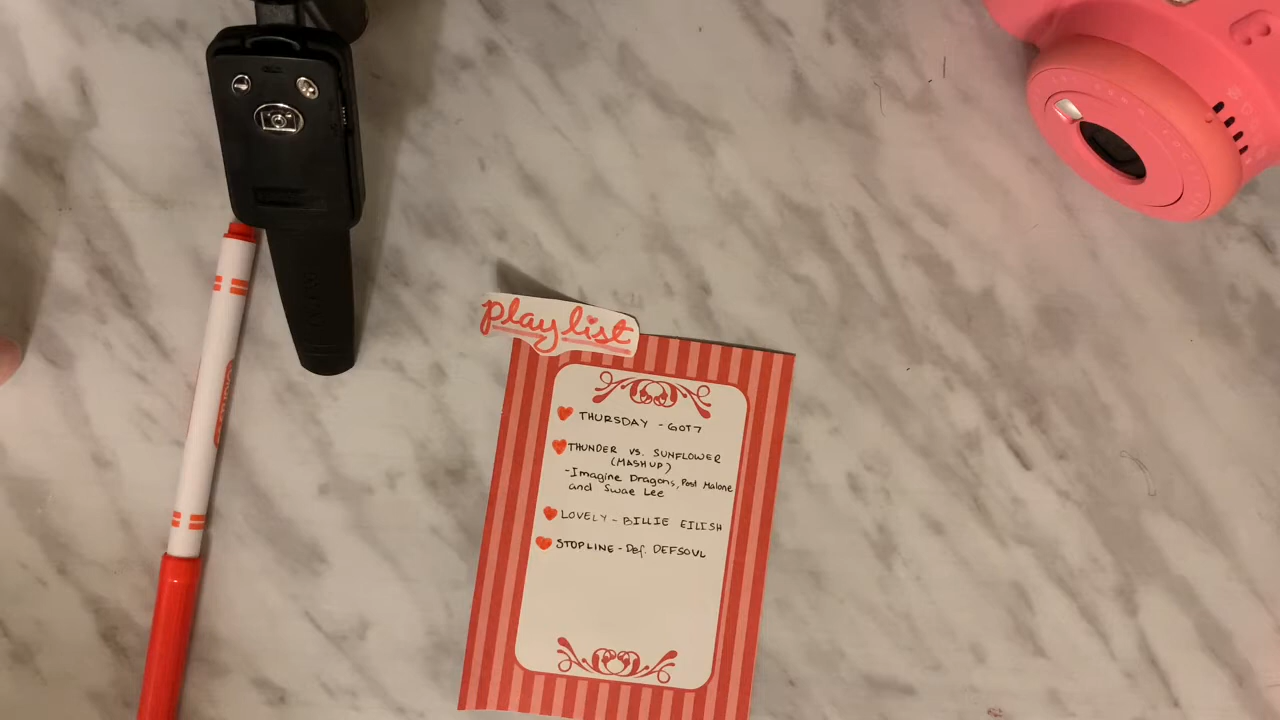 playlist
THURSDAY - GOT7
THUNDER VS. SUNFLOWER
(MASHUP)
-Imagine Dragons, Post Malone
and Swae Lee
LOVELY - BILLIE EILISH
STOPLINE - Def. DEFSOUL